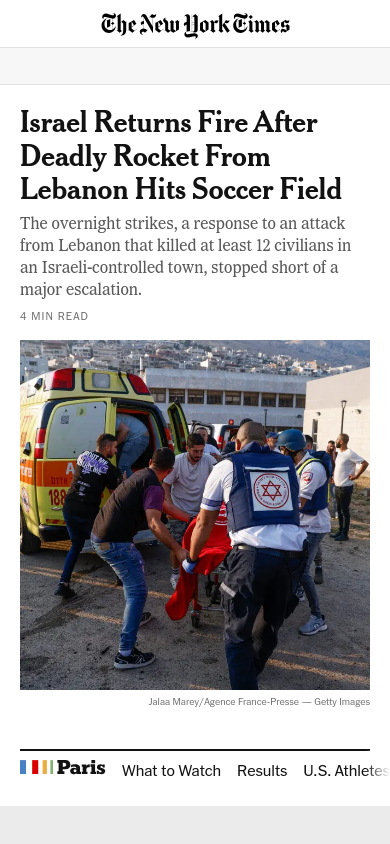 The New York Times
Israel Returns Fire After
Deadly Rocket From
Lebanon Hits Soccer Field
The overnight strikes, a response to an attack
from Lebanon that killed at least 12 civilians in
an Israeli-controlled town, stopped short of a
major escalation.
4 MIN READ
Jalaa Marey/Agence France-Presse — Getty Images
Paris What to Watch Results U.S. Athletes